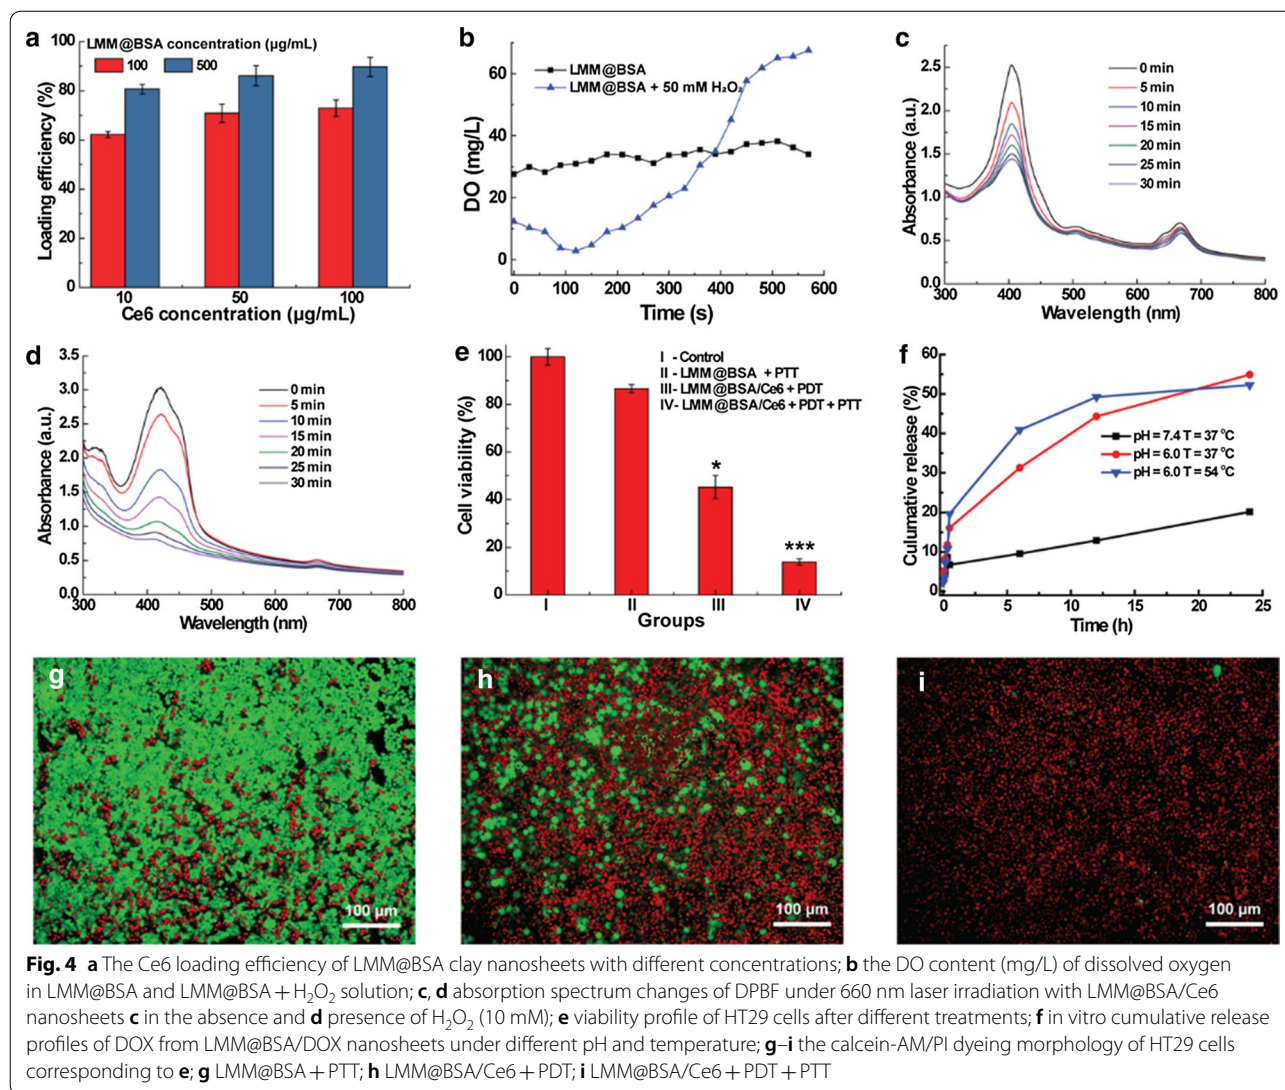 a
LMM@BSA concentration (μg/mL)
100 500
Loading efficiency (%)
100
80
60
40
20
0
10 50 100
Ce6 concentration (μg/mL)
b
LMM@BSA
LMM@BSA + 50 mM H₂O₂
DO (mg/L)
60
40
20
0
0 100 200 300 400 500 600
Time (s)
c
0 min
5 min
10 min
15 min
20 min
25 min
30 min
Absorbance (a.u.)
2.5
2.0
1.5
1.0
0.5
0.0
300 400 500 600 700 800
Wavelength (nm)
d
0 min
5 min
10 min
15 min
20 min
25 min
30 min
Absorbance (a.u.)
3.5
3.0
2.5
2.0
1.5
1.0
0.5
0.0
300 400 500 600 700 800
Wavelength (nm)
e
I - Control
II - LMM@BSA + PTT
III- LMM@BSA/Ce6 + PDT
IV- LMM@BSA/Ce6 + PDT + PTT
Cell viability (%)
100
80
60
40
20
0
*
***
I II III IV
Groups
f
pH = 7.4 T = 37 °C
pH = 6.0 T = 37 °C
pH = 6.0 T = 54 °C
Culumative release (%)
60
50
40
30
20
10
0
0 5 10 15 20 25
Time (h)
g
100 μm
h
100 μm
i
100 μm
Fig. 4 a The Ce6 loading efficiency of LMM@BSA clay nanosheets with different concentrations; b the DO content (mg/L) of dissolved oxygen
in LMM@BSA and LMM@BSA + H₂O₂ solution; c, d absorption spectrum changes of DPBF under 660 nm laser irradiation with LMM@BSA/Ce6
nanosheets c in the absence and d presence of H₂O₂ (10 mM); e viability profile of HT29 cells after different treatments; f in vitro cumulative release
profiles of DOX from LMM@BSA/DOX nanosheets under different pH and temperature; g–i the calcein-AM/PI dyeing morphology of HT29 cells
corresponding to e; g LMM@BSA + PTT; h LMM@BSA/Ce6 + PDT; i LMM@BSA/Ce6 + PDT + PTT